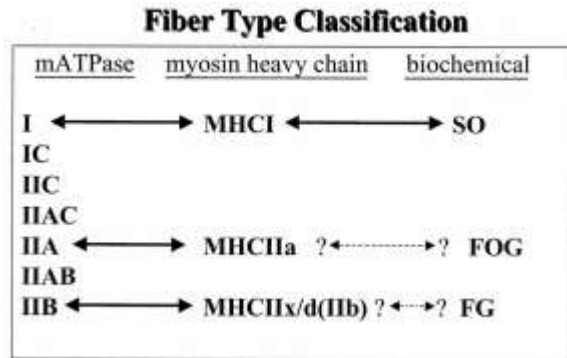 Fiber Type Classification
mATPase myosin heavy chain biochemical
I MHCI SO
IC
IIC
IIAC
IIA MHCIIa ? ? FOG
IIAB
IIB MHCIIx/d(IIb) ? ? FG